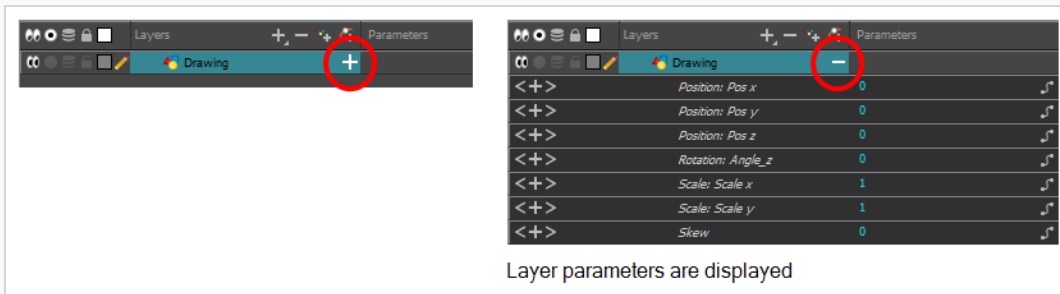 Layers Parameters
Drawing
Layers Parameters
Drawing
Position: Pos x 0
Position: Pos y 0
Position: Pos z 0
Rotation: Angle_z 0
Scale: Scale x 1
Scale: Scale y 1
Skew 0
Layer parameters are displayed